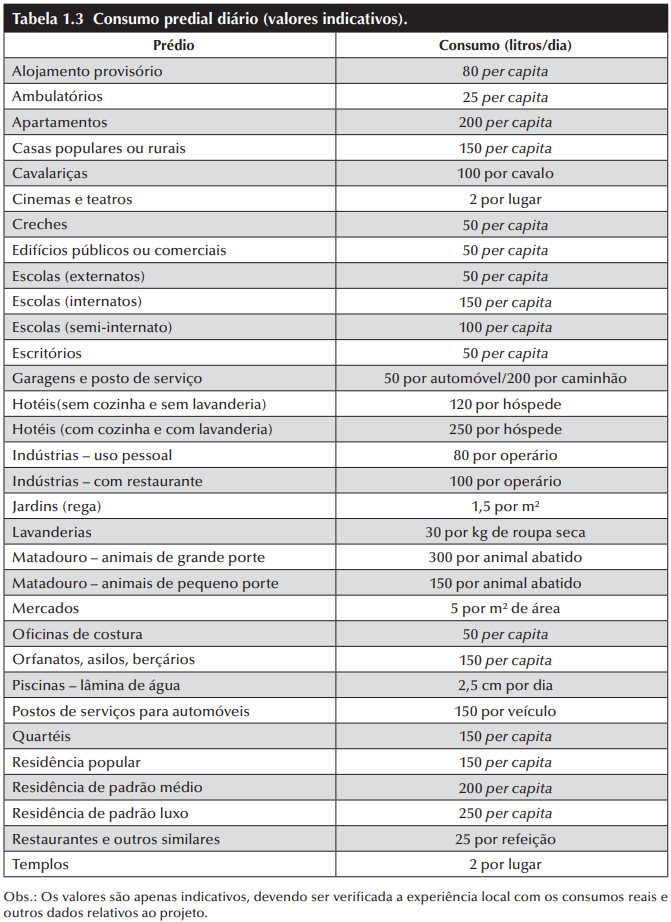 Tabela 1.3 Consumo predial diário (valores indicativos).
Prédio Consumo (litros/dia)
Alojamento provisório 80 per capita
Ambulatórios 25 per capita
Apartamentos 200 per capita
Casas populares ou rurais 150 per capita
Cavalariças 100 por cavalo
Cinemas e teatros 2 por lugar
Creches 50 per capita
Edifícios públicos ou comerciais 50 per capita
Escolas (externatos) 50 per capita
Escolas (internatos) 150 per capita
Escolas (semi-internato) 100 per capita
Escritórios 50 per capita
Garagens e posto de serviço 50 por automóvel/200 por caminhão
Hotéis(sem cozinha e sem lavanderia) 120 por hóspede
Hotéis (com cozinha e com lavanderia) 250 por hóspede
Indústrias – uso pessoal 80 por operário
Indústrias – com restaurante 100 por operário
Jardins (rega) 1,5 por m²
Lavanderias 30 por kg de roupa seca
Matadouro – animais de grande porte 300 por animal abatido
Matadouro – animais de pequeno porte 150 por animal abatido
Mercados 5 por m² de área
Oficinas de costura 50 per capita
Orfanatos, asilos, berçários 150 per capita
Piscinas – lâmina de água 2,5 cm por dia
Postos de serviços para automóveis 150 por veículo
Quartéis 150 per capita
Residência popular 150 per capita
Residência de padrão médio 200 per capita
Residência de padrão luxo 250 per capita
Restaurantes e outros similares 25 por refeição
Templos 2 por lugar
Obs.: Os valores são apenas indicativos, devendo ser verificada a experiência local com os consumos reais e
outros dados relativos ao projeto.